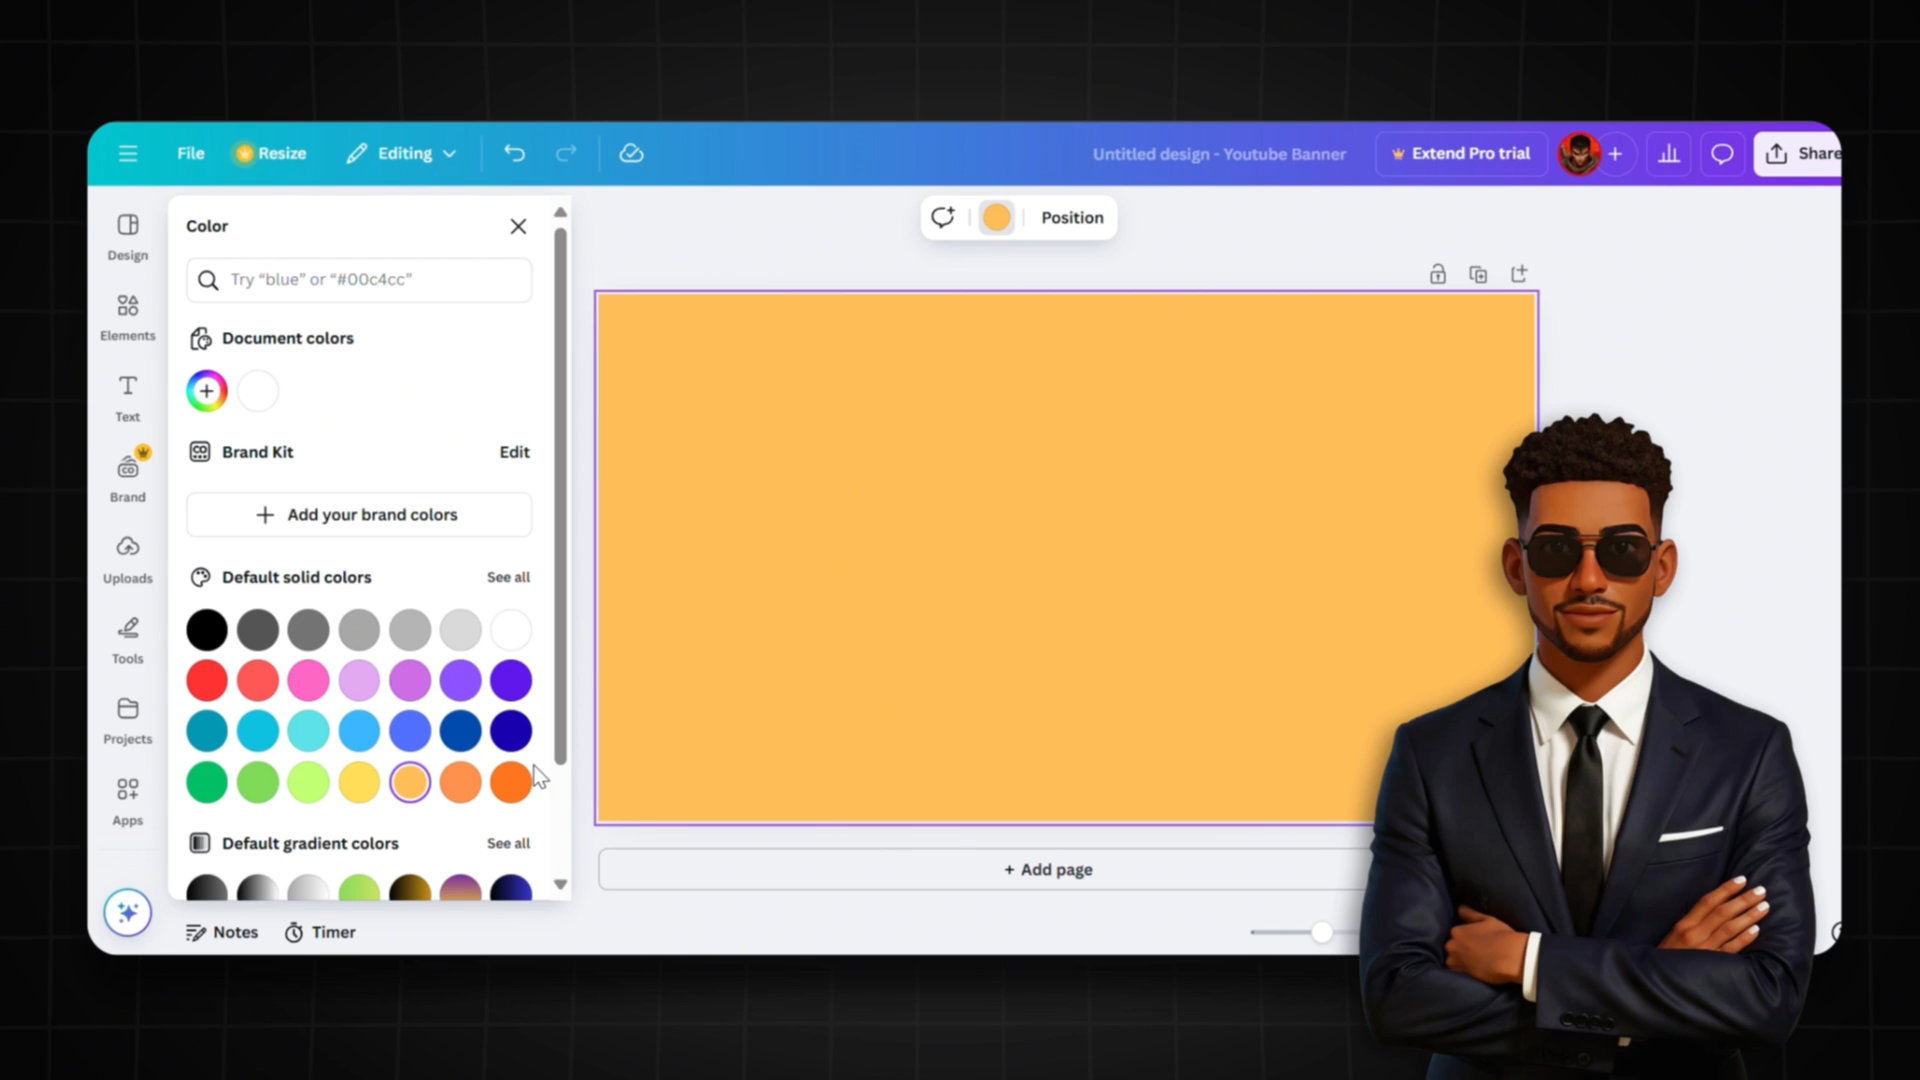 File
Resize
Editing
Untitled design - Youtube Banner
Extend Pro trial
Share
Design
Elements
Text
Brand
Uploads
Tools
Projects
Apps
Color
Try “blue” or “#00c4cc”
Document colors
Brand Kit
Edit
+ Add your brand colors
Default solid colors
See all
Default gradient colors
See all
Notes
Timer
Position
+ Add page